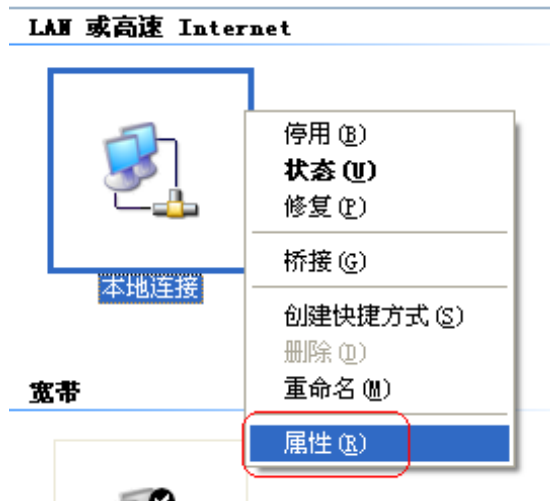 LAN 或高速 Internet
停用(B)
状态(U)
修复(P)
桥接(G)
本地连接
创建快捷方式(S)
删除(D)
宽带
重命名(M)
属性(R)